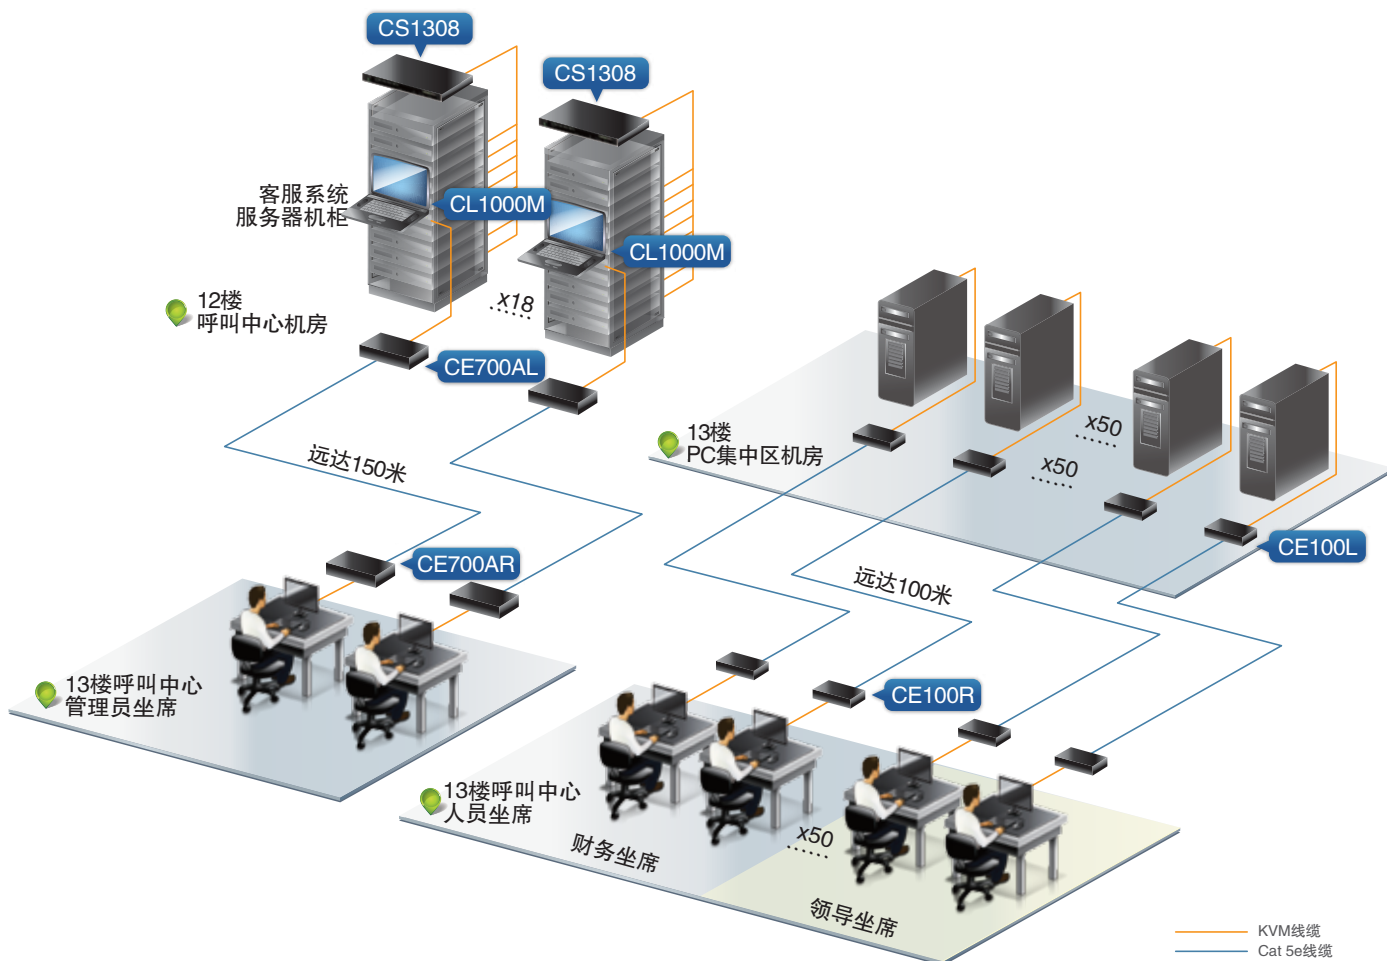 CS1308
CS1308
客服系统
服务器机柜
CL1000M
CL1000M
x18
12楼
呼叫中心机房
CE700AL
13楼
PC集中区机房
x50
x50
远达150米
CE100L
CE700AR
远达100米
13楼呼叫中心
管理员坐席
CE100R
13楼呼叫中心
人员坐席
财务坐席
x50
领导坐席
KVM线缆
Cat 5e线缆